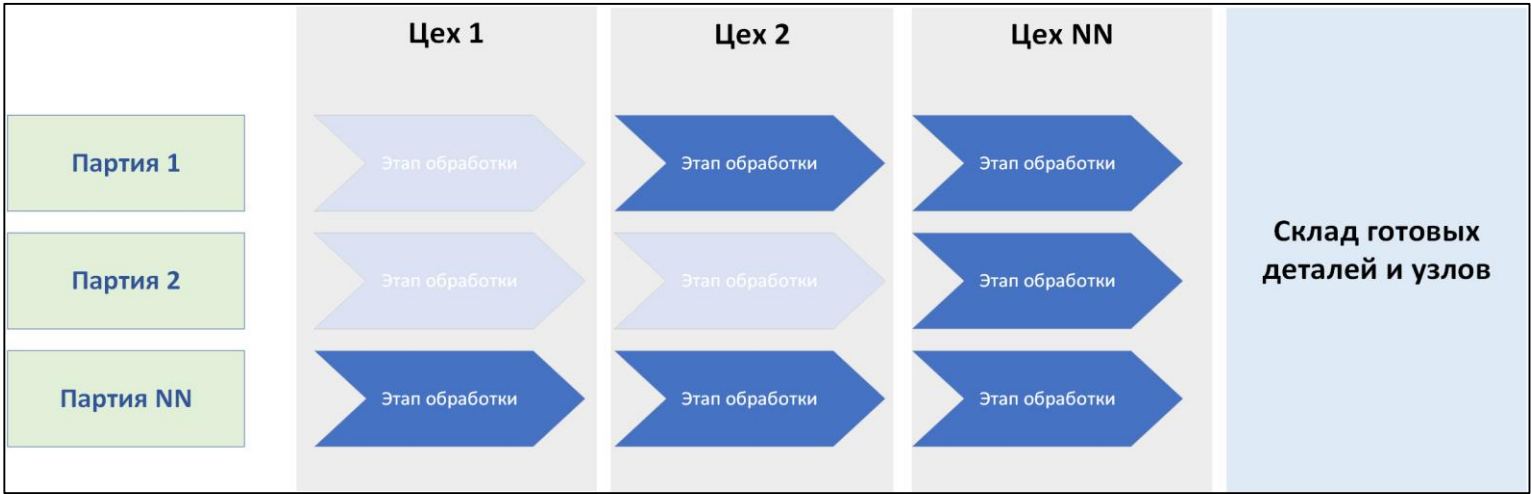 Цех 1
Цех 2
Цех NN
Партия 1
Этап обработки
Этап обработки
Этап обработки
Партия 2
Этап обработки
Этап обработки
Этап обработки
Партия NN
Этап обработки
Этап обработки
Этап обработки
Склад готовых
деталей и узлов